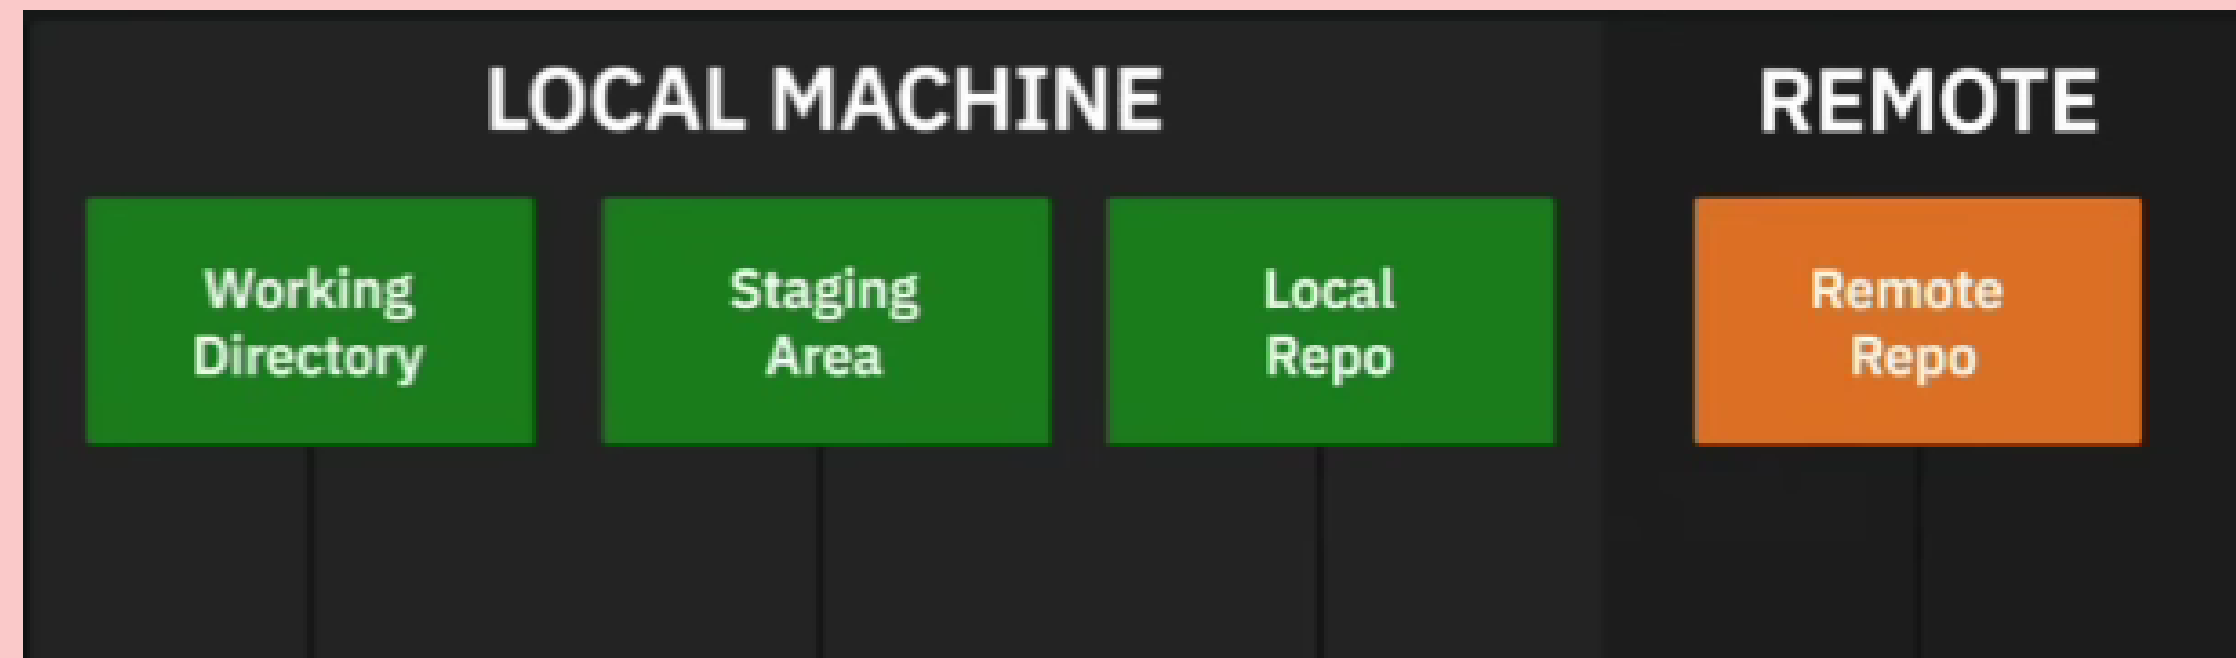 LOCAL MACHINE
REMOTE
Working
Directory
Staging
Area
Local
Repo
Remote
Repo